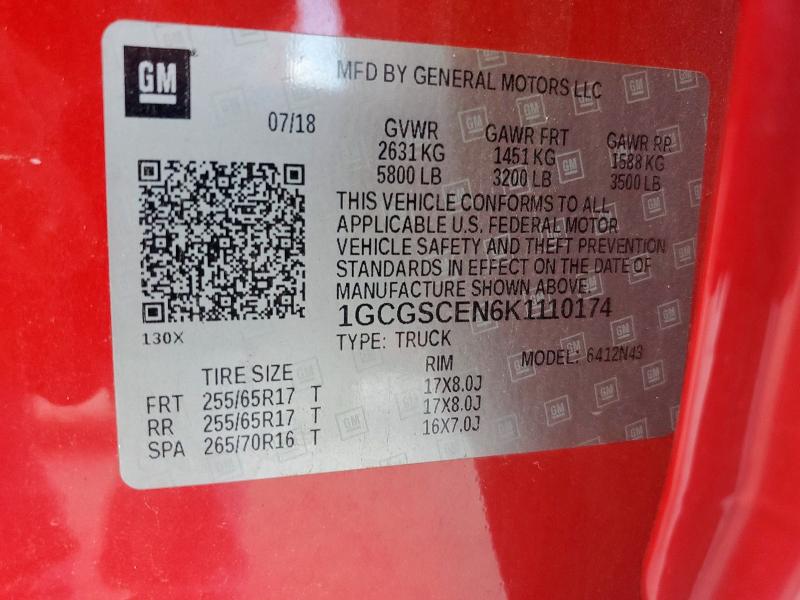 GM
MFD BY GENERAL MOTORS LLC
07/18
GVWR GAWR FRT GAWR RR
2631 KG 1451 KG 1588 KG
5800 LB 3200 LB 3500 LB
THIS VEHICLE CONFORMS TO ALL
APPLICABLE U.S. FEDERAL MOTOR
VEHICLE SAFETY AND THEFT PREVENTION
STANDARDS IN EFFECT ON THE DATE OF
MANUFACTURE SHOWN ABOVE.
1GCGSCEN6K1110174
130X
TYPE: TRUCK MODEL: 6412N43
TIRE SIZE RIM
FRT 255/65R17 T 17X8.0J
RR 255/65R17 T 17X8.0J
SPA 265/70R16 T 16X7.0J